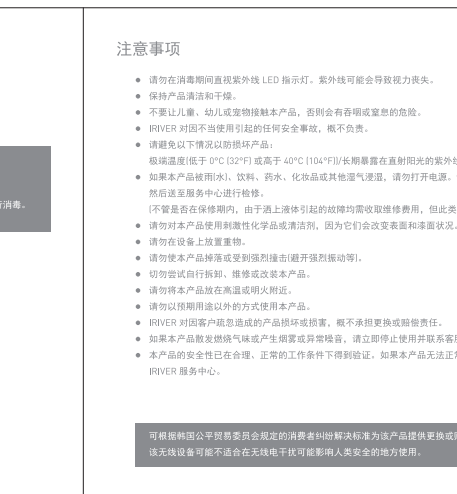 行消毒。
注意事项
● 请勿在消毒期间直视紫外线 LED 指示灯。紫外线可能会导致视力丧失。
● 保持产品清洁和干燥。
● 不要让儿童、幼儿或宠物接触本产品，否则会有吞咽或窒息的危险。
● IRIVER 对因不当使用引起的任何安全事故，概不负责。
● 请避免以下情况以防损坏产品：
极端温度(低于 0°C (32°F) 或高于 40°C (104°F))/长期暴露在直射阳光的紫外线
● 如果本产品被雨(水)、饮料、药水、化妆品或其他湿气浸湿，请勿打开电源。
然后送至服务中心进行检修。
(不管是否在保修期内，由于洒上液体引起的故障均需收取维修费用，但此类
● 请勿对本产品使用刺激性化学品或清洁剂，因为它们会改变表面和漆面状况。
● 请勿在设备上放置重物。
● 请勿使本产品掉落或受到强烈撞击(避开强烈振动等)。
● 切勿尝试自行拆卸、维修或改装本产品。
● 请勿将本产品放在高温或明火附近。
● 请勿以预期用途以外的方式使用本产品。
● IRIVER 对因客户疏忽造成的产品损坏或损害，概不承担更换或赔偿责任。
● 如果本产品散发燃烧气味或产生烟雾或异常噪音，请立即停止使用并联系客服
● 本产品的安全性已在合理、正常的工作条件下得到验证。如果本产品无法正常
IRIVER 服务中心。
可根据韩国公平贸易委员会规定的消费者纠纷解决标准为该产品提供更换或
该无线设备可能不适合在无线电干扰可能影响人类安全的地方使用。